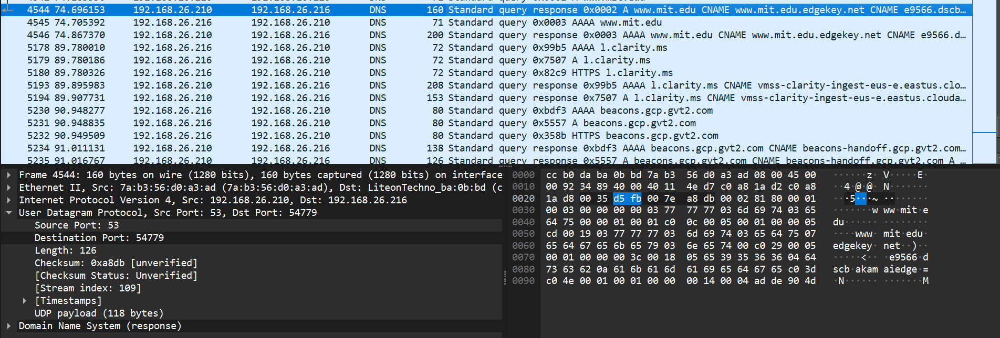 4544 74.696153 192.168.26.210 192.168.26.216 DNS 160 Standard query response 0x0002 A www.mit.edu CNAME www.mit.edu.edgekey.net CNAME e9566.dscb…
4545 74.705392 192.168.26.216 192.168.26.210 DNS 71 Standard query 0x0003 AAAA www.mit.edu
4546 74.867370 192.168.26.210 192.168.26.216 DNS 200 Standard query response 0x0003 AAAA www.mit.edu CNAME www.mit.edu.edgekey.net CNAME e9566.d…
5178 89.780010 192.168.26.216 192.168.26.210 DNS 72 Standard query 0x99b5 AAAA l.clarity.ms
5179 89.780186 192.168.26.216 192.168.26.210 DNS 72 Standard query 0x7507 A l.clarity.ms
5180 89.780326 192.168.26.216 192.168.26.210 DNS 72 Standard query 0x82c9 HTTPS l.clarity.ms
5193 89.895983 192.168.26.210 192.168.26.216 DNS 208 Standard query response 0x99b5 AAAA l.clarity.ms CNAME vmss-clarity-ingest-eus-e.eastus.clo…
5194 89.907731 192.168.26.210 192.168.26.216 DNS 153 Standard query response 0x7507 A l.clarity.ms CNAME vmss-clarity-ingest-eus-e.eastus.clouda…
5230 90.948277 192.168.26.216 192.168.26.210 DNS 80 Standard query 0xbdf3 AAAA beacons.gcp.gvt2.com
5231 90.948835 192.168.26.216 192.168.26.210 DNS 80 Standard query 0x5557 A beacons.gcp.gvt2.com
5232 90.949509 192.168.26.216 192.168.26.210 DNS 80 Standard query 0x358b HTTPS beacons.gcp.gvt2.com
5234 91.011131 192.168.26.210 192.168.26.216 DNS 138 Standard query response 0xbdf3 AAAA beacons.gcp.gvt2.com CNAME beacons-handoff.gcp.gvt2.com…
5235 91.016767 192.168.26.210 192.168.26.216 DNS 126 Standard query response 0x5557 A beacons.gcp.gvt2.com CNAME beacons-handoff.gcp.gvt2.com A …
Frame 4544: 160 bytes on wire (1280 bits), 160 bytes captured (1280 bits) on interface
Ethernet II, Src: 7a:b3:56:d0:a3:ad (7a:b3:56:d0:a3:ad), Dst: LiteonTechno_ba:0b:bd (c
Internet Protocol Version 4, Src: 192.168.26.210, Dst: 192.168.26.216
User Datagram Protocol, Src Port: 53, Dst Port: 54779
Source Port: 53
Destination Port: 54779
Length: 126
Checksum: 0xa8db [unverified]
[Checksum Status: Unverified]
[Stream index: 109]
[Timestamps]
UDP payload (118 bytes)
Domain Name System (response)
0000 cc b0 da ba 0b bd 7a b3 56 d0 a3 ad 08 00 45 00 ······z· V·····E·
0010 00 92 34 89 40 00 40 11 4e d7 c0 a8 1a d2 c0 a8 ··4·@·@· N·······
0020 1a d8 00 35 d5 fb 00 7e a8 db 00 02 81 80 00 01 ···5···~ ········
0030 00 03 00 00 00 00 03 77 77 77 03 6d 69 74 03 65 ·······w ww·mit·e
0040 64 75 00 00 01 00 01 c0 0c 00 05 00 01 00 00 05 du······ ········
0050 cd 00 19 03 77 77 77 03 6d 69 74 03 65 64 75 07 ····www· mit·edu·
0060 65 64 67 65 6b 65 79 03 6e 65 74 00 c0 29 00 05 edgekey· net··)··
0070 00 01 00 00 00 3c 00 18 05 65 39 35 36 36 04 64 ·····<·· ·e9566·d
0080 73 63 62 0a 61 6b 61 6d 61 69 65 64 67 65 c0 3d scb·akam aiedge·=
0090 c0 4e 00 01 00 01 00 00 00 14 00 04 ad de 90 4d ·N······ ·······M